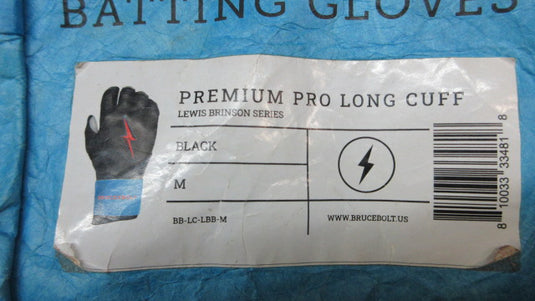 BATTING GLOVES
PREMIUM PRO LONG CUFF
LEWIS BRINSON SERIES
BLACK
M
BB-LC-LBB-M
WWW.BRUCEBOLT.US
8 10033 33481 8